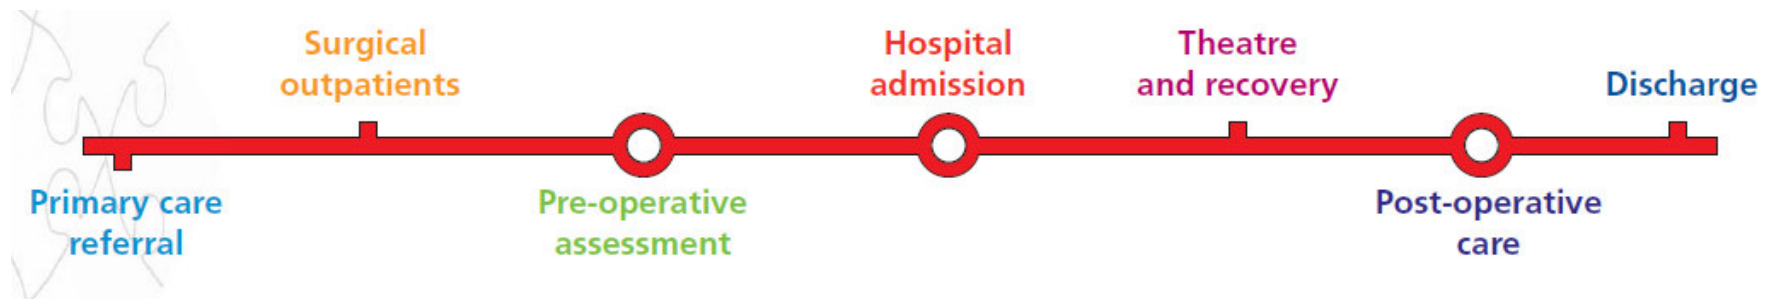 Surgical
outpatients
Hospital
admission
Theatre
and recovery
Discharge
Primary care
referral
Pre-operative
assessment
Post-operative
care